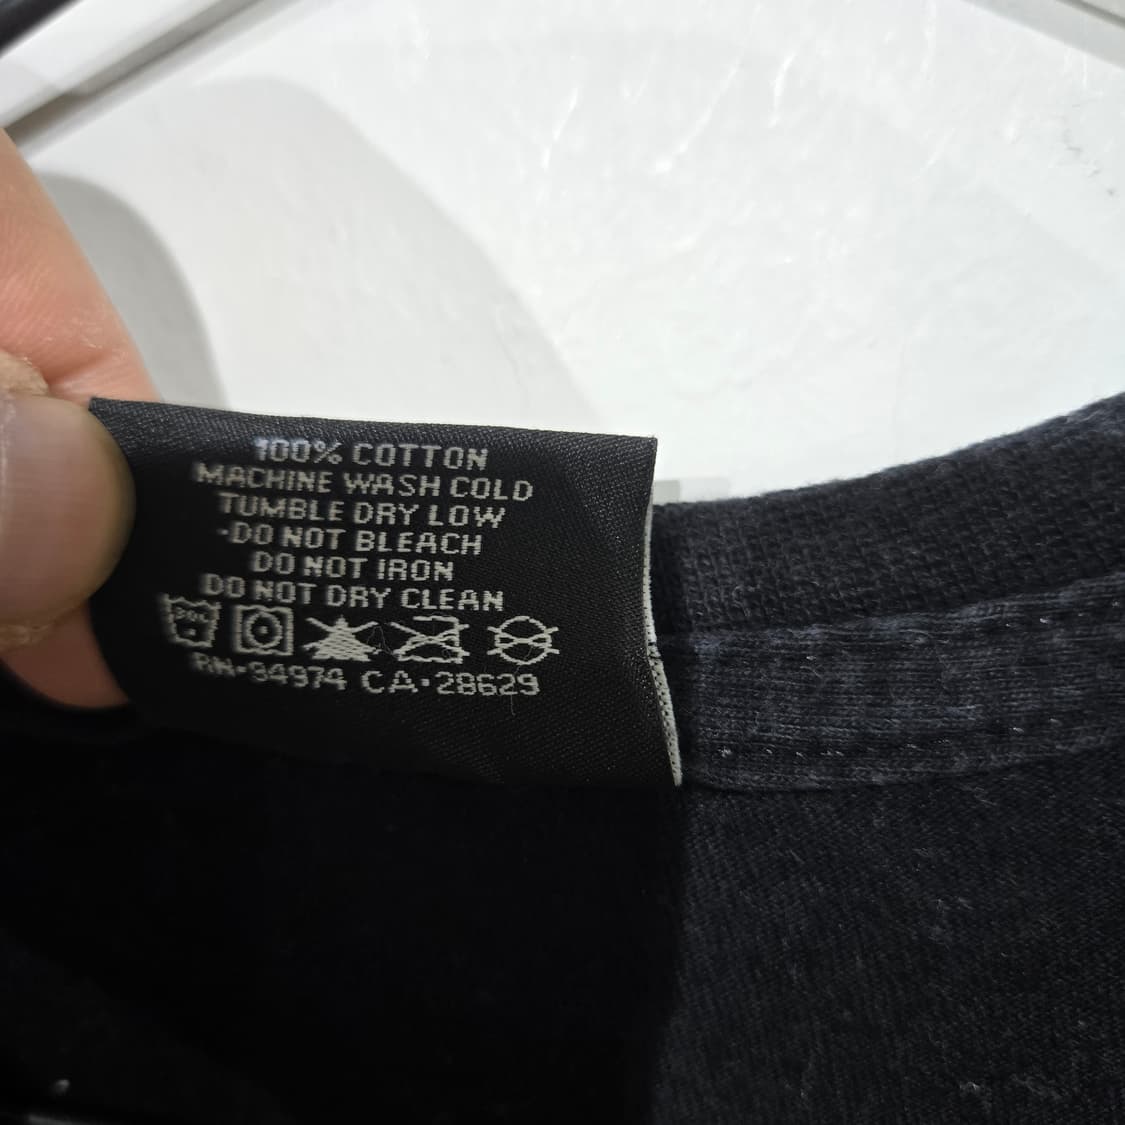 100% COTTON
MACHINE WASH COLD
TUMBLE DRY LOW
-DO NOT BLEACH
DO NOT IRON
DO NOT DRY CLEAN
RN·94974 CA·28629